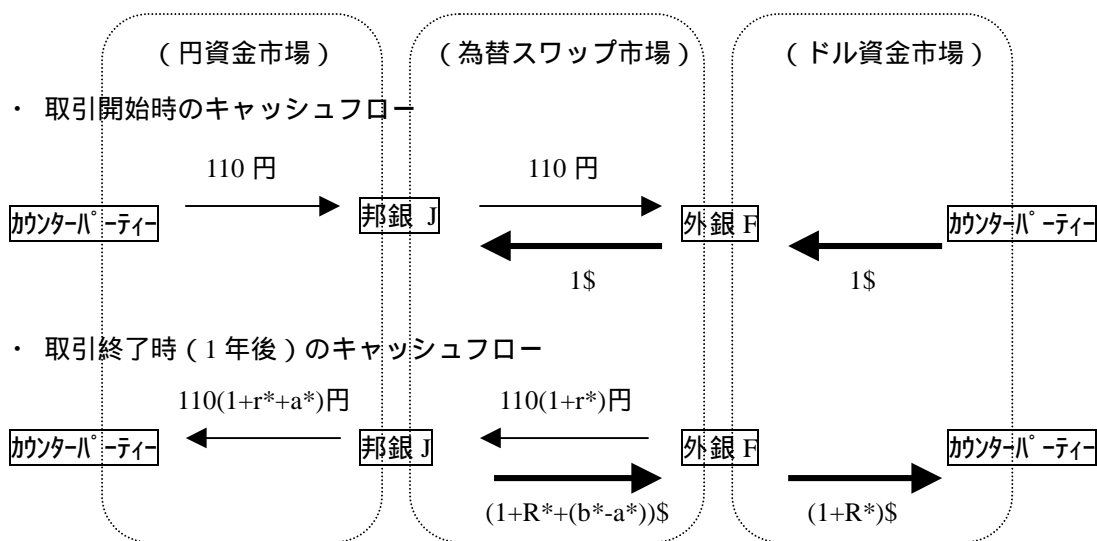 （円資金市場） （為替スワップ市場） （ドル資金市場）
・ 取引開始時のキャッシュフロー
110 円 110 円
ｶｳﾝﾀｰﾊﾟｰﾃｨｰ 邦銀 J 外銀 F ｶｳﾝﾀｰﾊﾟｰﾃｨｰ
1$ 1$
・ 取引終了時（1 年後）のキャッシュフロー
110(1+r*+a*)円 110(1+r*)円
ｶｳﾝﾀｰﾊﾟｰﾃｨｰ 邦銀 J 外銀 F ｶｳﾝﾀｰﾊﾟｰﾃｨｰ
(1+R*+(b*-a*))$ (1+R*)$